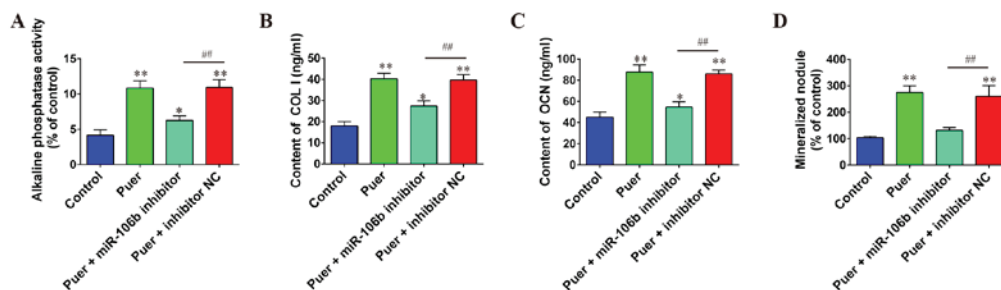 A
Alkaline phosphatase activity
(% of control)
15
10
5
0
**
*
##
**
Control
Puer
Puer + miR-106b inhibitor
Puer + inhibitor NC
B
Content of COL I (ng/ml)
50
40
30
20
10
0
**
*
##
**
Control
Puer
Puer + miR-106b inhibitor
Puer + inhibitor NC
C
Content of OCN (ng/ml)
100
80
60
40
20
0
**
*
##
**
Control
Puer
Puer + miR-106b inhibitor
Puer + inhibitor NC
D
Mineralized nodule
(% of control)
400
300
200
100
0
**
##
**
Control
Puer
Puer + miR-106b inhibitor
Puer + inhibitor NC